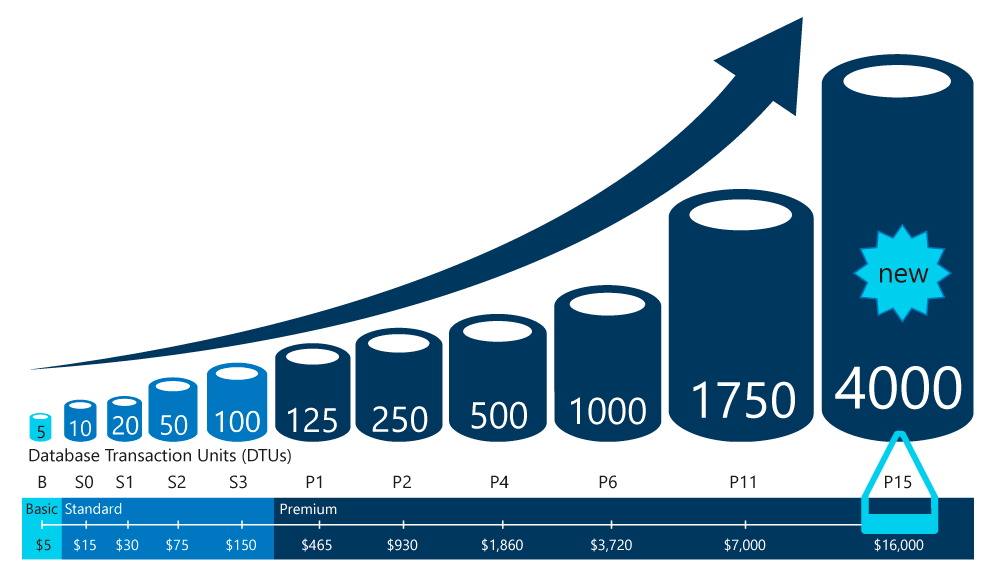 new
5 10 20 50 100 125 250 500 1000 1750 4000
Database Transaction Units (DTUs)
B S0 S1 S2 S3 P1 P2 P4 P6 P11 P15
Basic Standard Premium
$5 $15 $30 $75 $150 $465 $930 $1,860 $3,720 $7,000 $16,000